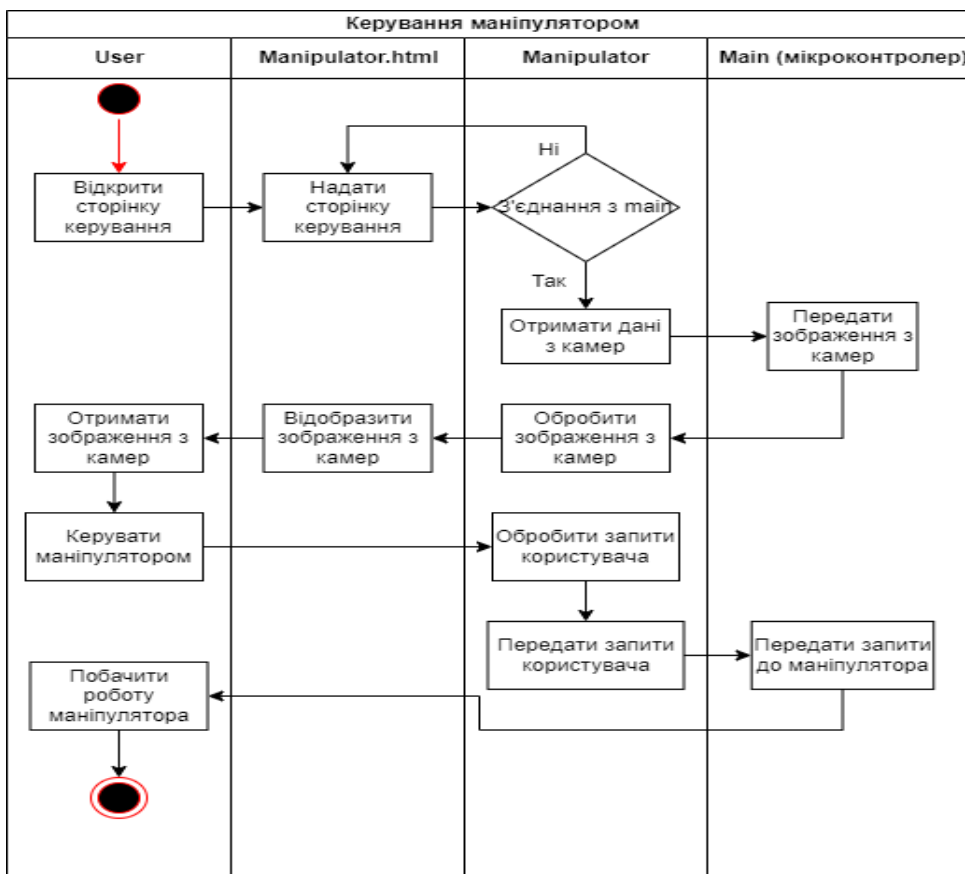 Керування маніпулятором
User
Manipulator.html
Manipulator
Main (мікроконтролер)
Ні
Відкрити
сторінку
керування
Надати
сторінку
керування
З'єднання з main
Так
Отримати дані
з камер
Передати
зображення з
камер
Отримати
зображення з
камер
Відобразити
зображення з
камер
Обробити
зображення з
камер
Керувати
маніпулятором
Обробити запити
користувача
Передати запити
користувача
Передати запити
до маніпулятора
Побачити
роботу
маніпулятора